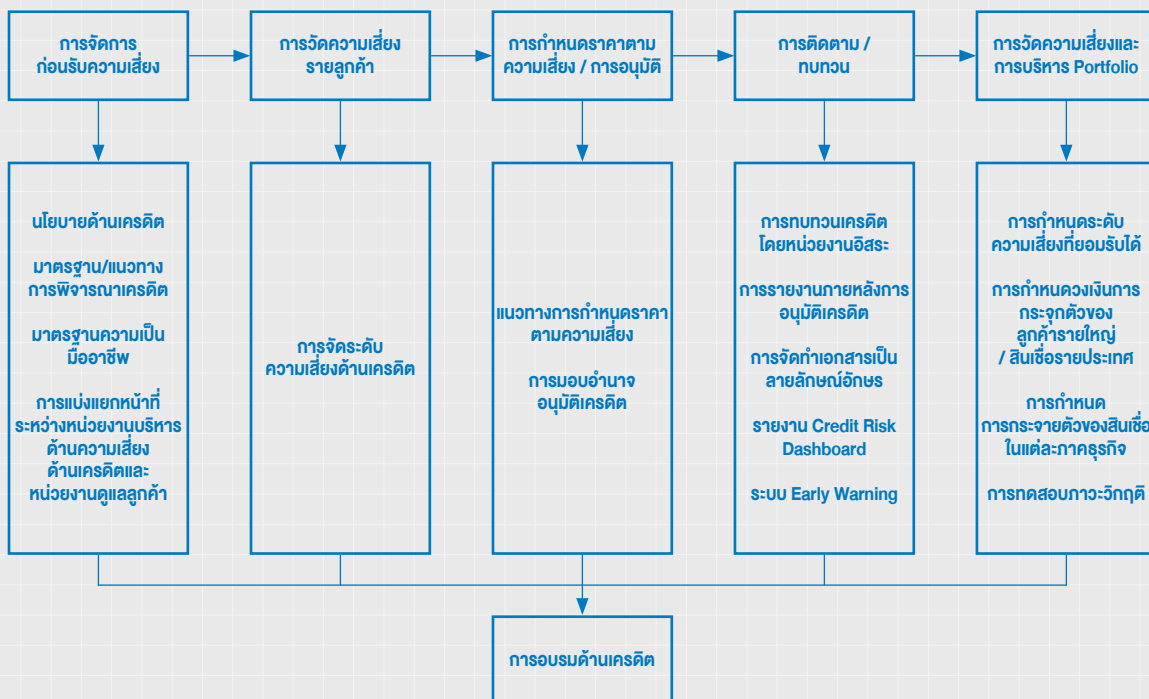 การจัดการ
ก่อนรับความเสี่ยง
การวัดความเสี่ยง
รายลูกค้า
การกำหนดราคาตาม
ความเสี่ยง / การอนุมัติ
การติดตาม /
ทบทวน
การวัดความเสี่ยงและ
การบริหาร Portfolio
นโยบายด้านเครดิต
มาตรฐาน/แนวทาง
การพิจารณาเครดิต
มาตรฐานความเป็น
มืออาชีพ
การแบ่งแยกหน้าที่
ระหว่างหน่วยงานบริหาร
ด้านความเสี่ยง
ด้านเครดิตและ
หน่วยงานดูแลลูกค้า
การจัดระดับ
ความเสี่ยงด้านเครดิต
แนวทางการกำหนดราคา
ตามความเสี่ยง
การมอบอำนาจ
อนุมัติเครดิต
การทบทวนเครดิต
โดยหน่วยงานอิสระ
การรายงานภายหลังการ
อนุมัติเครดิต
การจัดทำเอกสารเป็น
ลายลักษณ์อักษร
รายงาน Credit Risk
Dashboard
ระบบ Early Warning
การกำหนดระดับ
ความเสี่ยงที่ยอมรับได้
การกำหนดวงเงินการ
กระจุกตัวของ
ลูกค้ารายใหญ่
/ สินเชื่อรายประเทศ
การกำหนด
การกระจายตัวของสินเชื่อ
ในแต่ละภาคธุรกิจ
การทดสอบภาวะวิกฤติ
การอบรมด้านเครดิต